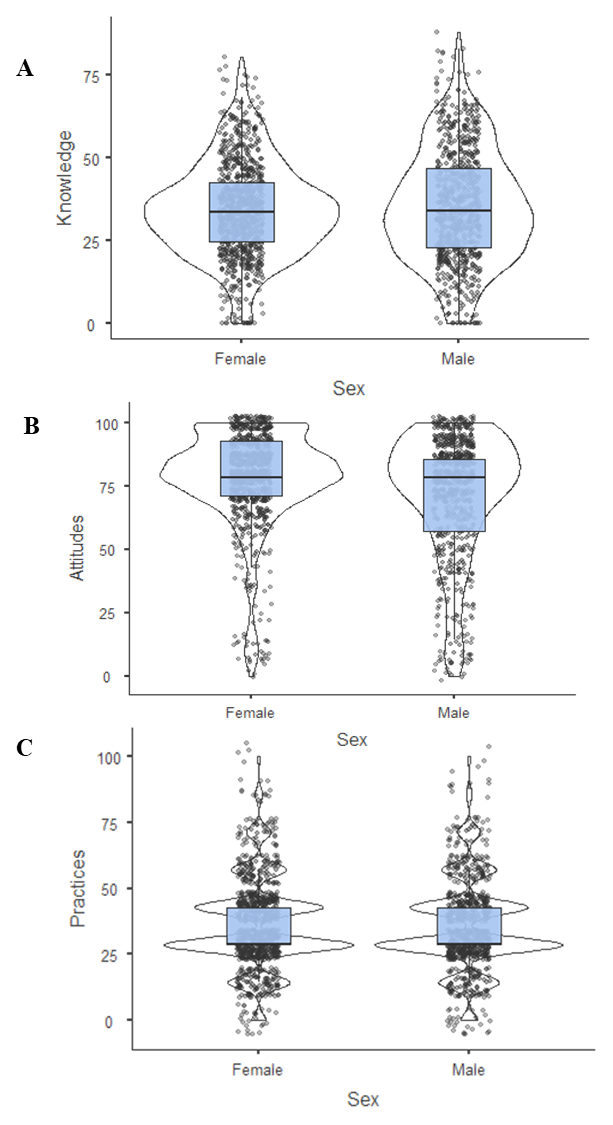 A
Knowledge
75
50
25
0
Female Male
Sex
B
Attitudes
100
75
50
25
0
Female Male
Sex
C
Practices
100
75
50
25
0
Female Male
Sex